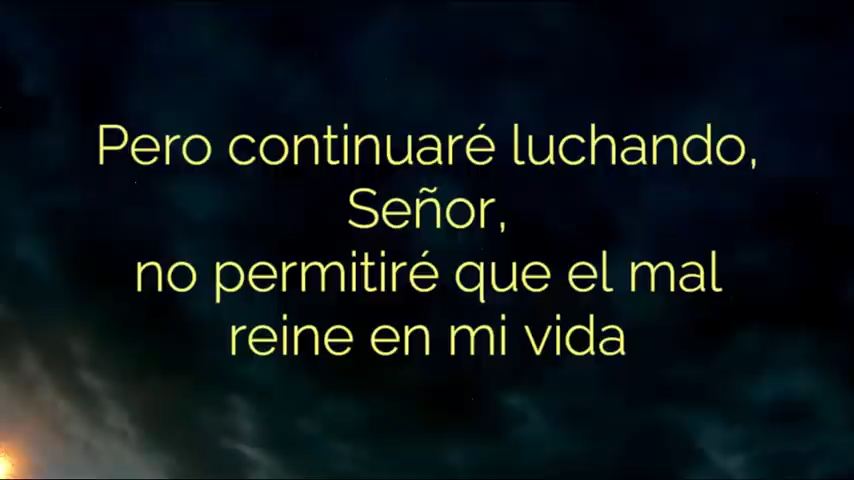 Pero continuaré luchando,
Señor,
no permitiré que el mal
reine en mi vida